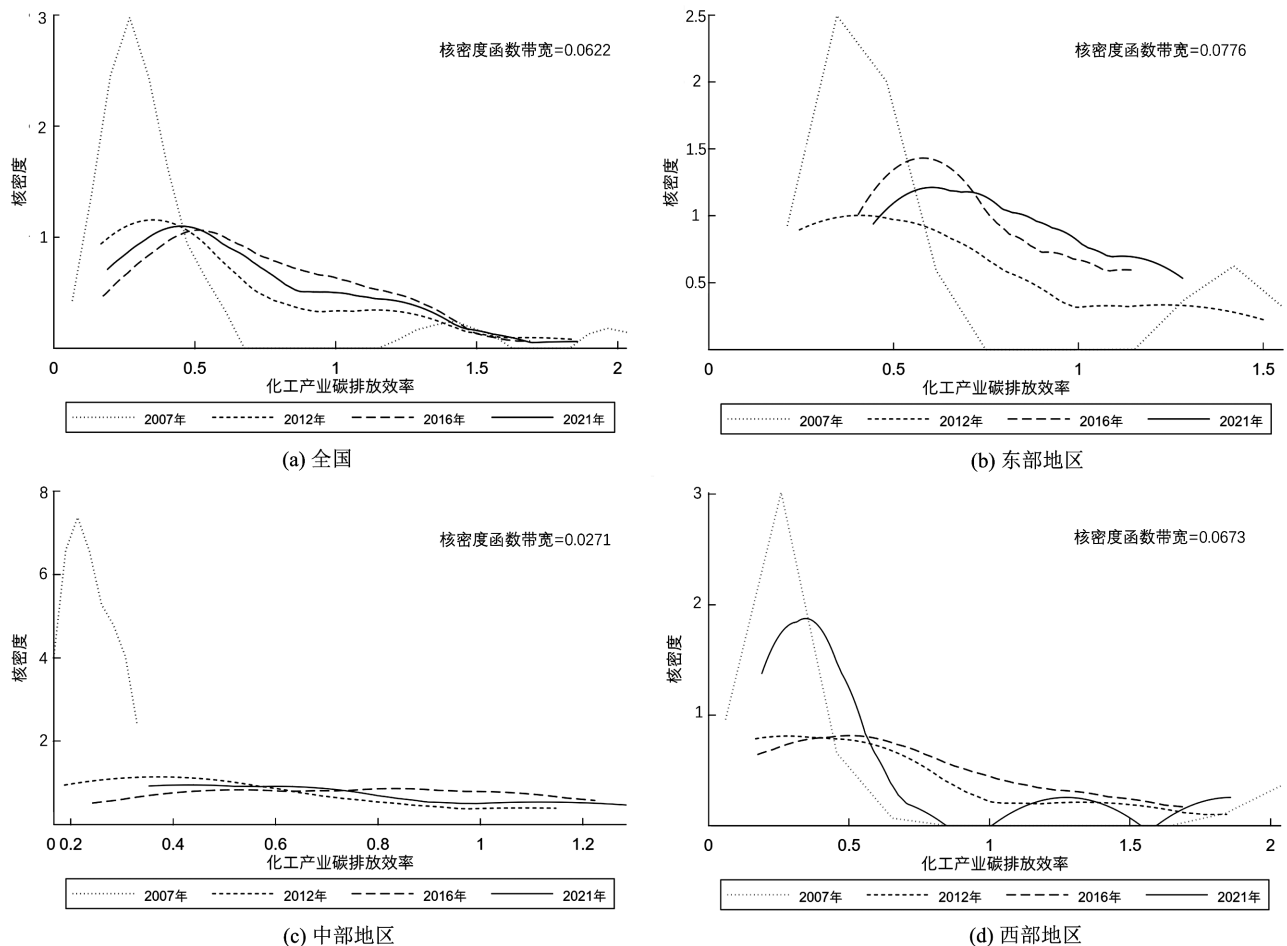 3
2
1
0
0.5
1
1.5
2
核密度
核密度函数带宽=0.0622
化工产业碳排放效率
2007年 2012年 2016年 2021年
(a) 全国
2.5
2
1.5
1
0.5
0
0.5
1
1.5
核密度
核密度函数带宽=0.0776
化工产业碳排放效率
2007年 2012年 2016年 2021年
(b) 东部地区
8
6
4
2
0 0.2
0.4
0.6
0.8
1
1.2
核密度
核密度函数带宽=0.0271
化工产业碳排放效率
2007年 2012年 2016年 2021年
(c) 中部地区
3
2
1
0
0.5
1
1.5
2
核密度
核密度函数带宽=0.0673
化工产业碳排放效率
2007年 2012年 2016年 2021年
(d) 西部地区